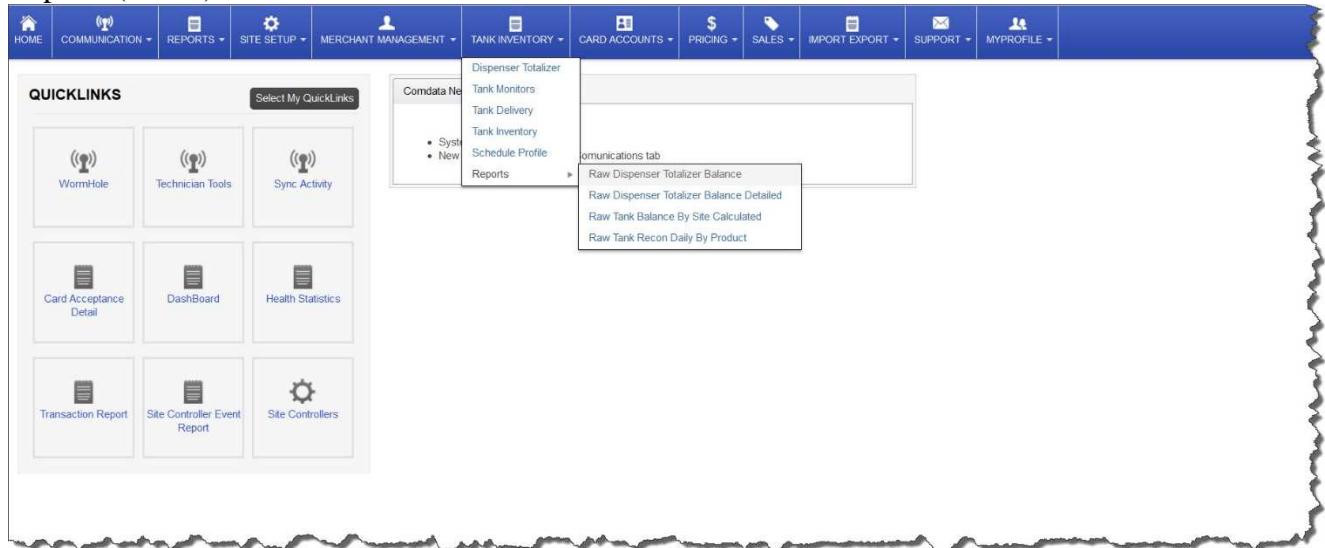 HOME COMMUNICATION REPORTS SITE SETUP MERCHANT MANAGEMENT TANK INVENTORY CARD ACCOUNTS PRICING SALES IMPORT EXPORT SUPPORT MYPROFILE
QUICKLINKS
Select My QuickLinks
WormHole
Technician Tools
Sync Activity
Card Acceptance
Detail
DashBoard
Health Statistics
Transaction Report
Site Controller Event
Report
Site Controllers
Comdata Ne
• Syst
• New
omunications tab
Dispenser Totalizer
Tank Monitors
Tank Delivery
Tank Inventory
Schedule Profile
Reports
Raw Dispenser Totalizer Balance
Raw Dispenser Totalizer Balance Detailed
Raw Tank Balance By Site Calculated
Raw Tank Recon Daily By Product